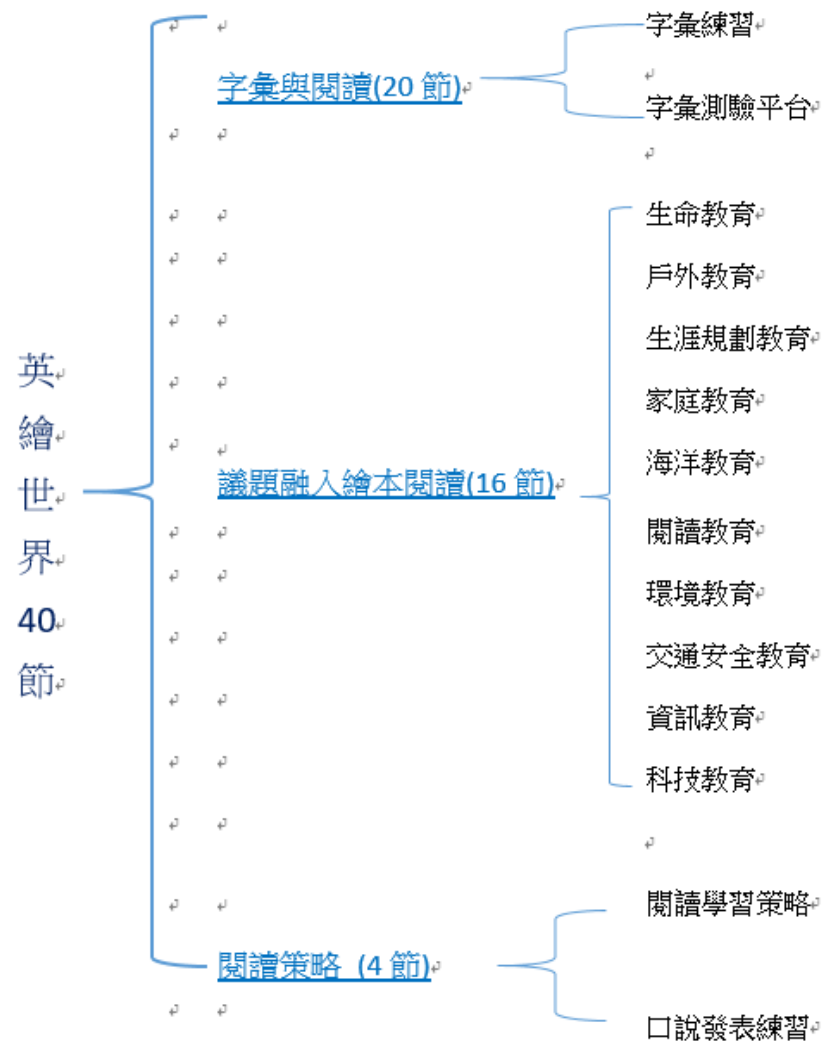 英
繪
世
界
40
節
字彙與閱讀(20 節)
字彙練習
字彙測驗平台
議題融入繪本閱讀(16 節)
生命教育
戶外教育
生涯規劃教育
家庭教育
海洋教育
閱讀教育
環境教育
交通安全教育
資訊教育
科技教育
閱讀策略 (4 節)
閱讀學習策略
口說發表練習